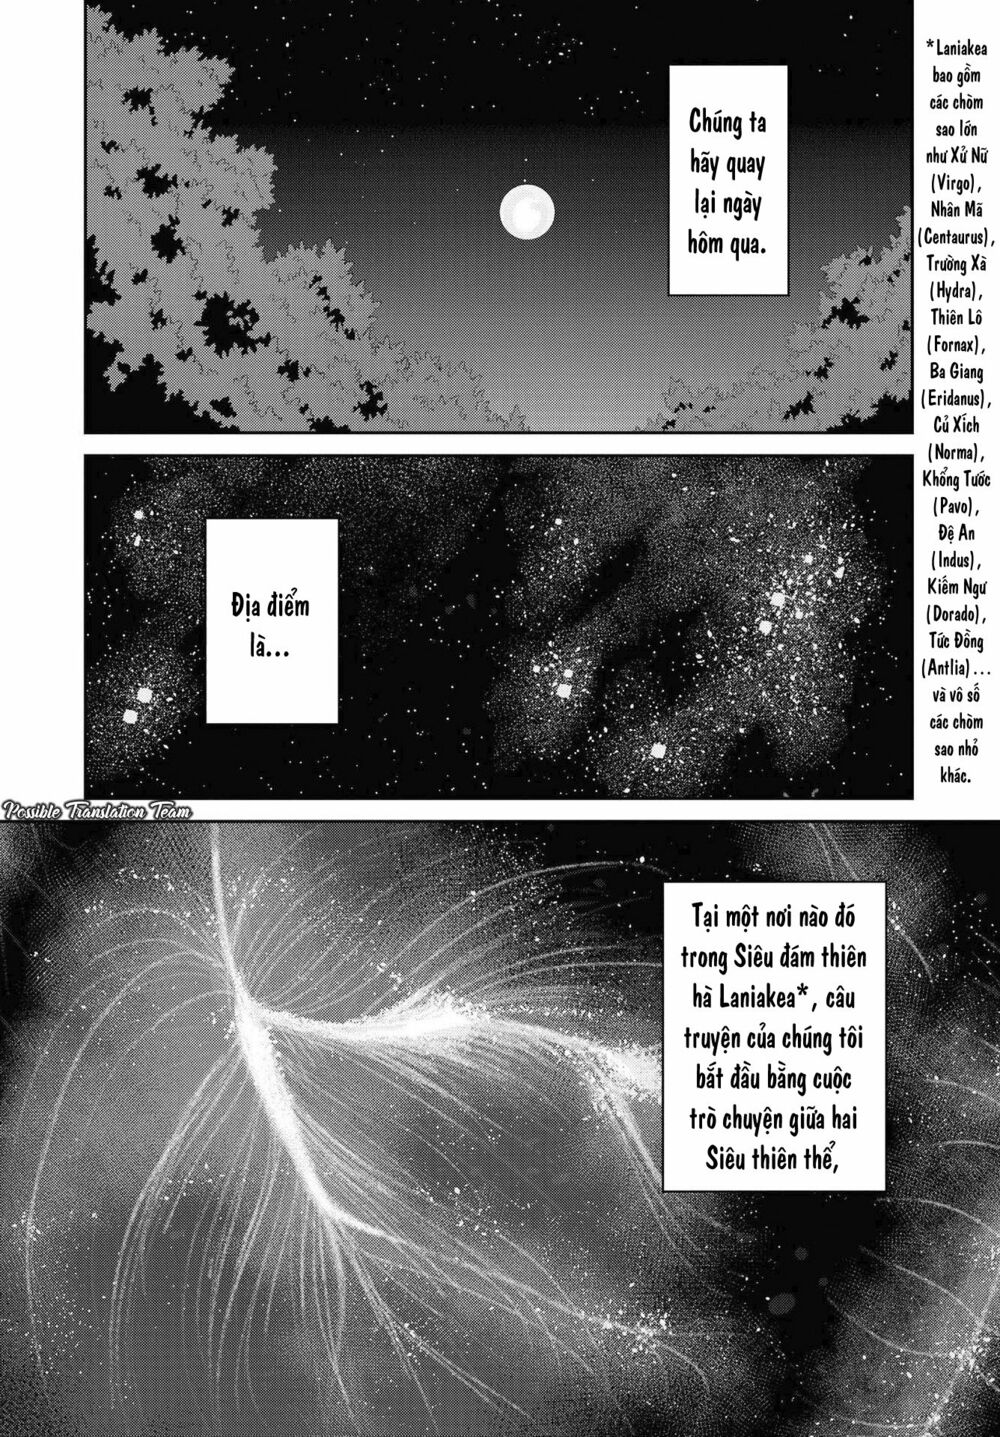 Chúng ta
hãy quay
lại ngày
hôm qua.
*Laniakea
bao gồm
các chòm
sao lớn
như Xử Nữ
(Virgo),
Nhân Mã
(Centaurus),
Trường Xà
(Hydra),
Thiên Lô
(Fornax),
Ba Giang
(Eridanus),
Củ Xích
(Norma),
Khổng Tước
(Pavo),
Đệ An
(Indus),
Kiếm Ngư
(Dorado),
Tức Đồng
(Antlia)...
và vô số
các chòm
sao nhỏ
khác.
Địa điểm
là...
Possible Translation Team
Tại một nơi nào đó
trong Siêu đám thiên
hà Laniakea*, câu
truyện của chúng tôi
bắt đầu bằng cuộc
trò chuyện giữa hai
Siêu thiên thể,